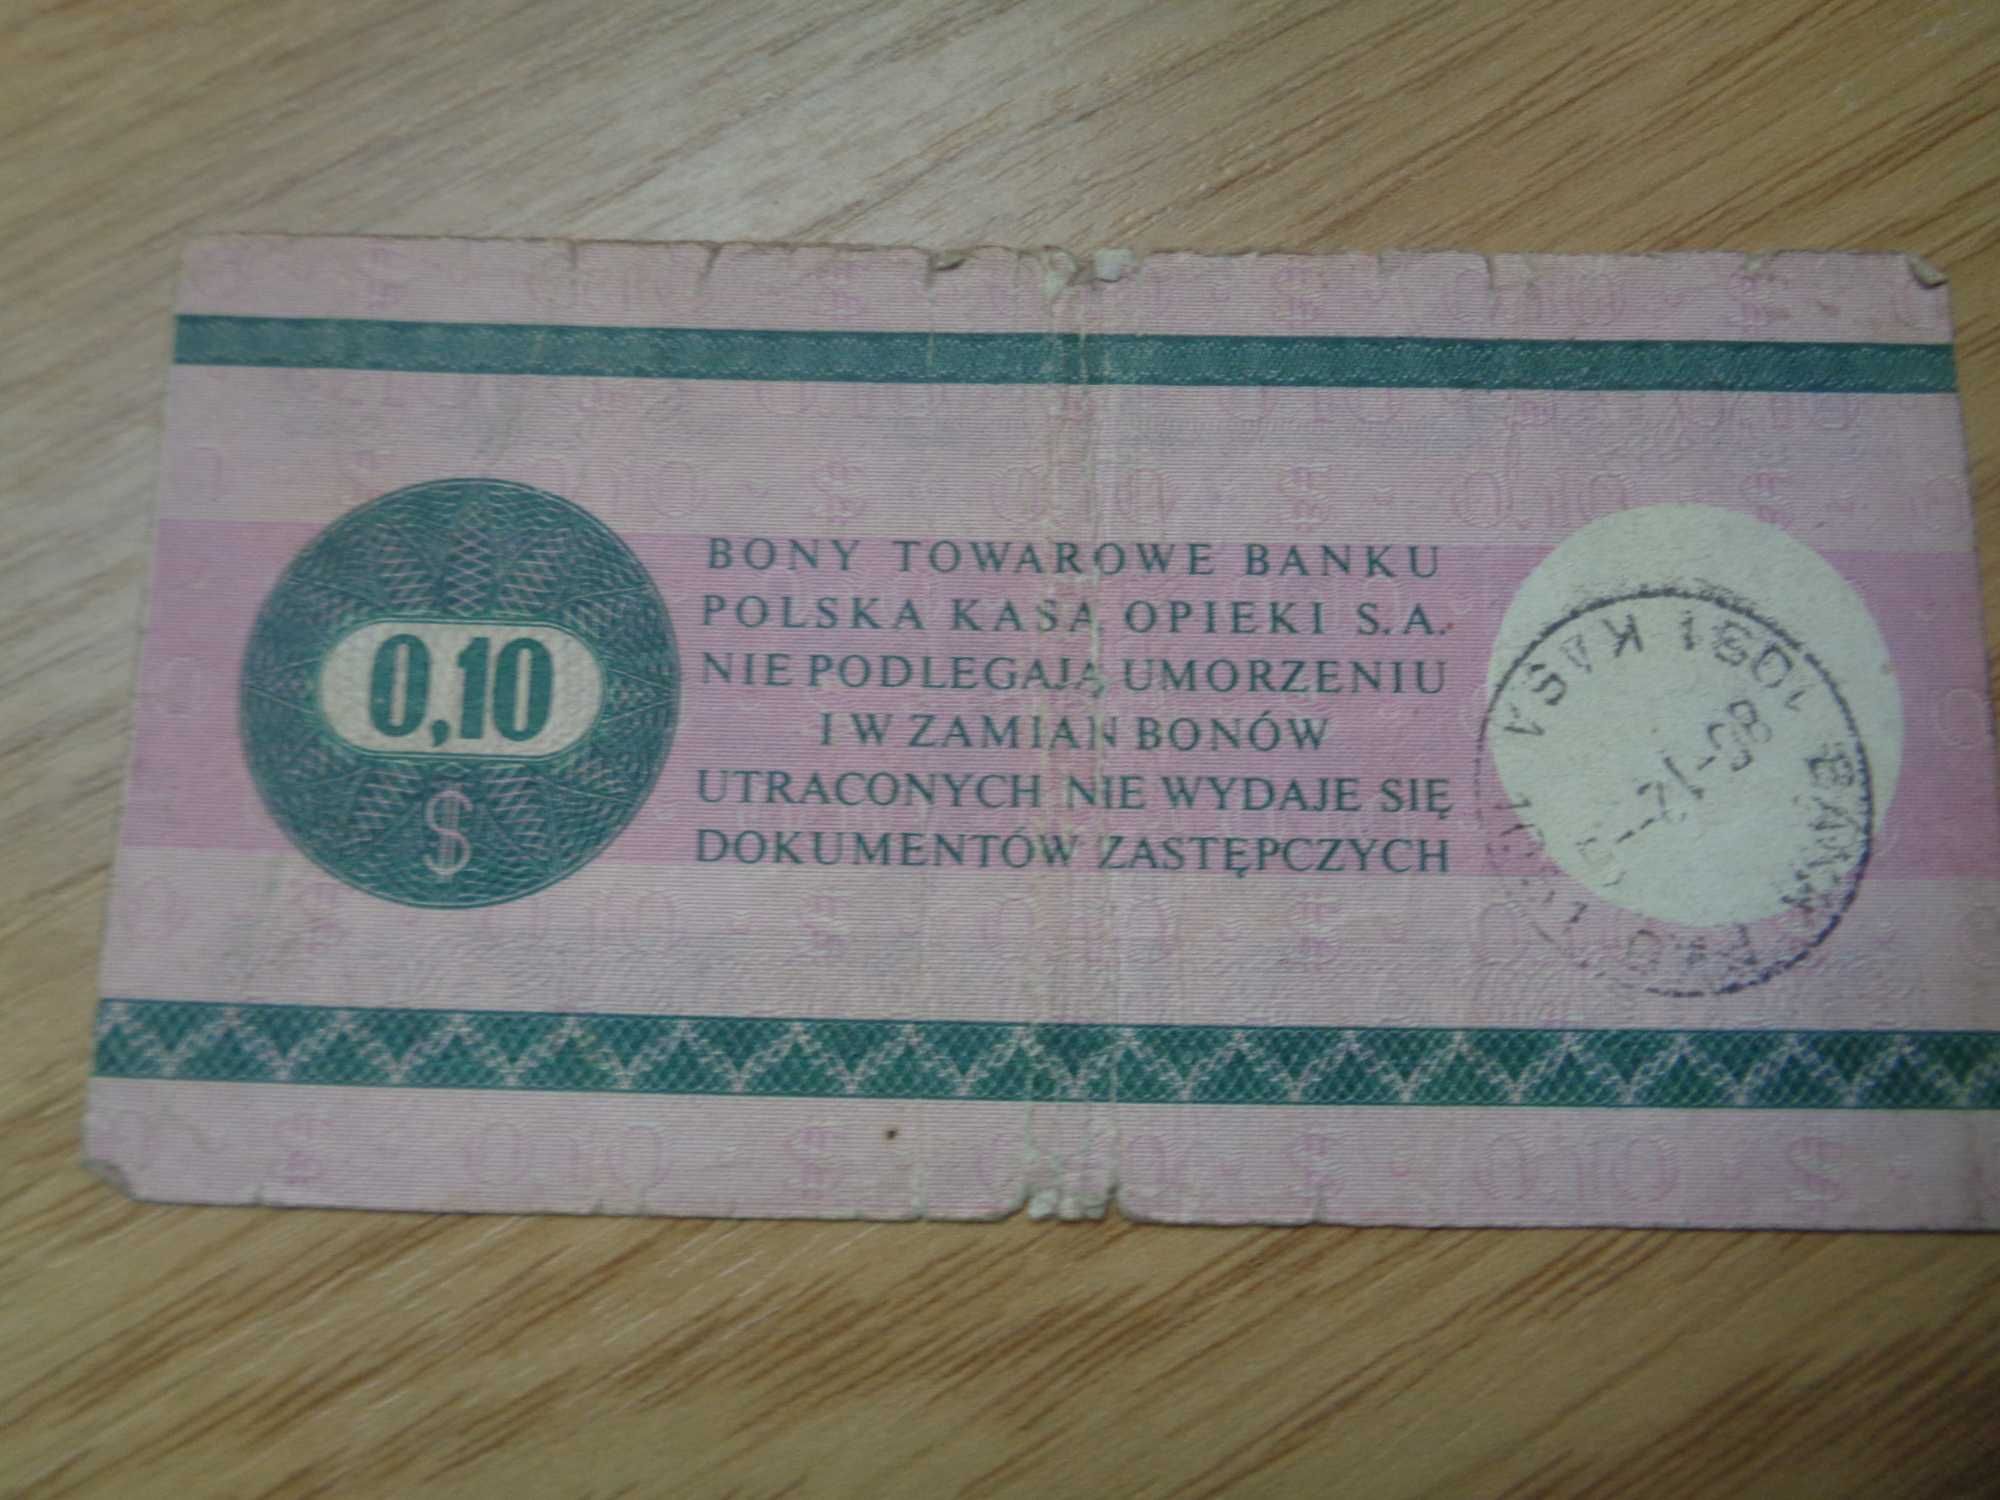 0,10
$
BONY TOWAROWE BANKU
POLSKA KASA OPIEKI S.A.
NIE PODLEGAJĄ UMORZENIU
I W ZAMIAN BONÓW
UTRACONYCH NIE WYDAJE SIĘ
DOKUMENTÓW ZASTĘPCZYCH
KASA